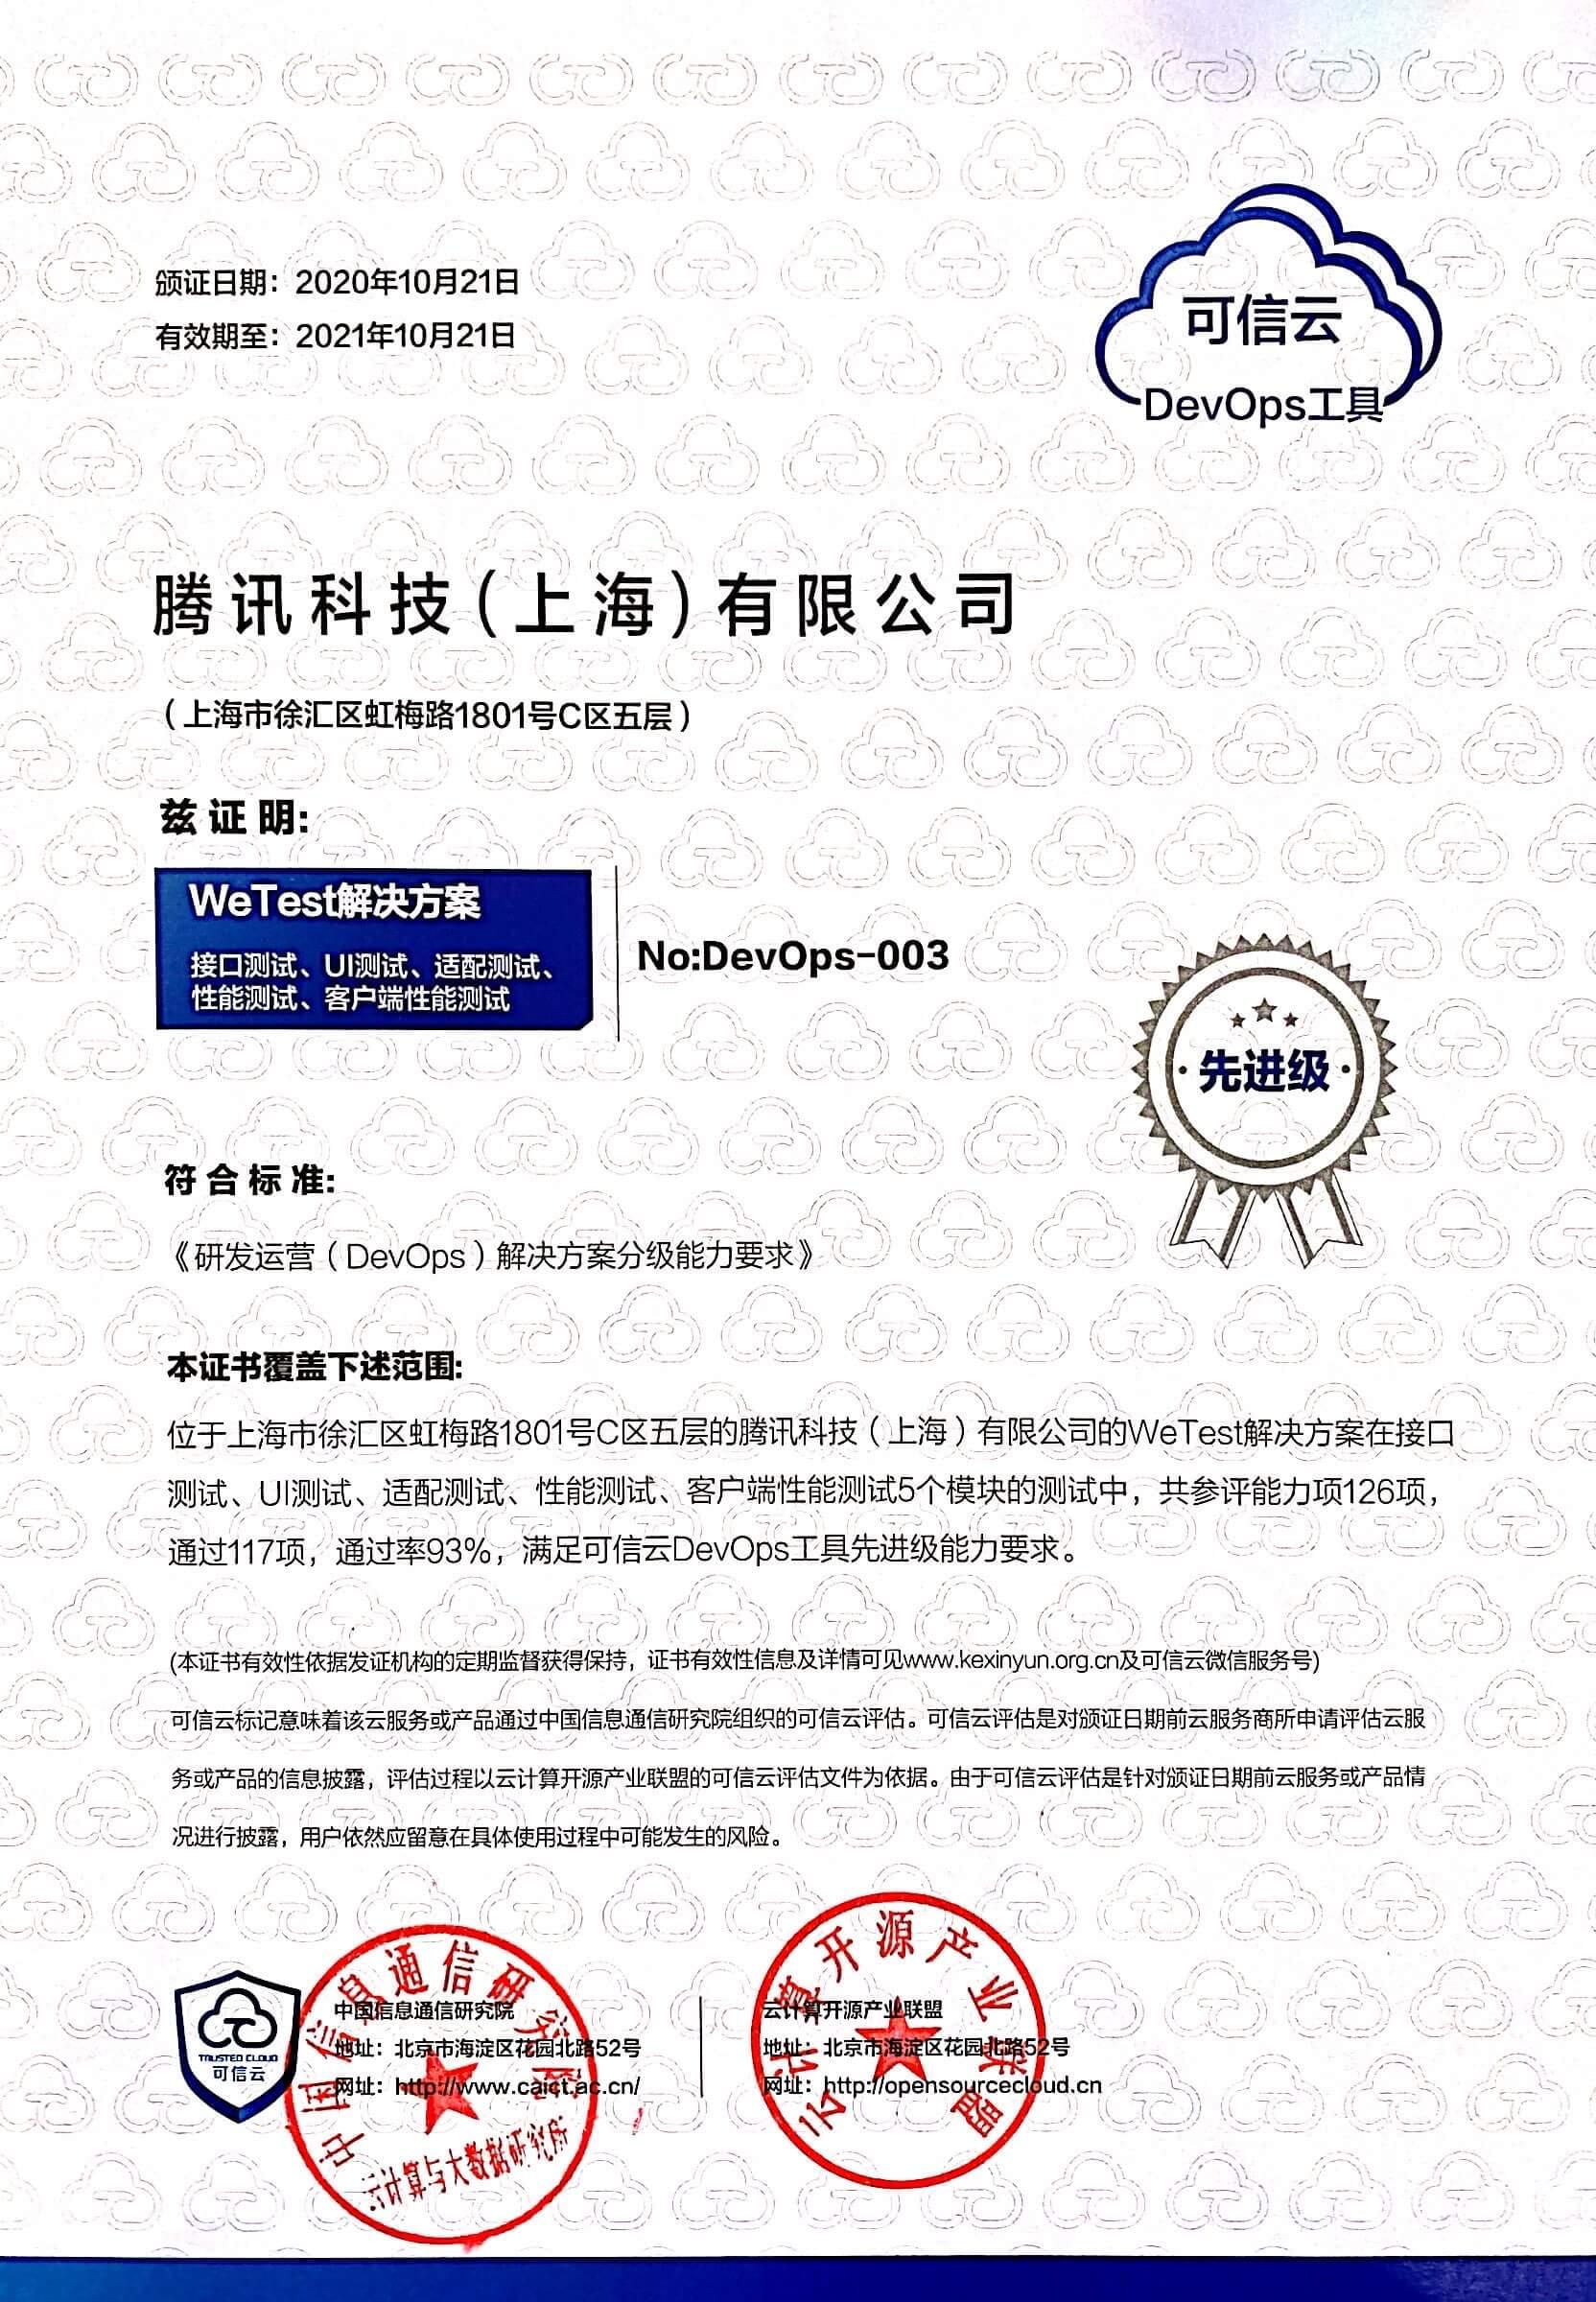 颁证日期：2020年10月21日
有效期至：2021年10月21日
可信云
DevOps工具
腾讯科技（上海）有限公司
（上海市徐汇区虹梅路1801号C区五层）
兹证明:
WeTest解决方案
接口测试、UI测试、适配测试、
性能测试、客户端性能测试
No:DevOps-003
先进级
符合标准:
《研发运营（DevOps）解决方案分级能力要求》
本证书覆盖下述范围:
位于上海市徐汇区虹梅路1801号C区五层的腾讯科技（上海）有限公司的WeTest解决方案在接口
测试、UI测试、适配测试、性能测试、客户端性能测试5个模块的测试中，共参评能力项126项，
通过117项，通过率93%，满足可信云DevOps工具先进级能力要求。
(本证书有效性依据发证机构的定期监督获得保持，证书有效性信息及详情可见www.kexinyun.org.cn及可信云微信服务号)
可信云标记意味着该云服务或产品通过中国信息通信研究院组织的可信云评估。可信云评估是对颁证日期前云服务商所申请评估云服
务或产品的信息披露，评估过程以云计算开源产业联盟的可信云评估文件为依据。由于可信云评估是针对颁证日期前云服务或产品情
况进行披露，用户依然应留意在具体使用过程中可能发生的风险。
TRUSTED CLOUD
可信云
中国信息通信研究院
地址：北京市海淀区花园北路52号
网址：http://www.caict.ac.cn/
中国信息通信研究院
云计算与大数据研究所
云计算开源产业联盟
地址：北京市海淀区花园北路52号
网址：http://opensourcecloud.cn
云计算开源产业联盟